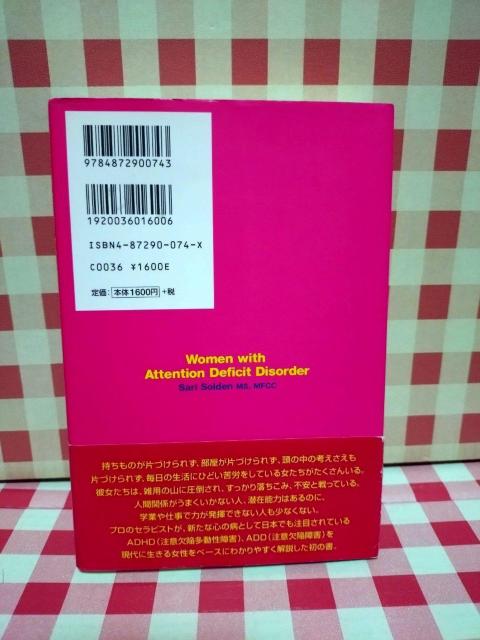 9784872900743
1920036016006
ISBN4-87290-074-X
C0036 ¥1600E
定価：本体1600円+税
Women with
Attention Deficit Disorder
Sari Solden MS, MFCC
持ちものが片づけられず、部屋が片づけられず、頭の中の考えさえも
片づけられず、毎日の生活にひどい苦労をしている女たちがたくさんいる。
彼女たちは、雑用の山に圧倒され、すっかり落ちこみ、不安と戦っている。
人間関係がうまくいかない人、潜在能力はあるのに、
学業や仕事で力が発揮できない人も少なくない。
プロのセラピストが、新たな心の病として日本でも注目されている
ADHD（注意欠陥多動性障害）、ADD（注意欠陥障害）を
現代に生きる女性をベースにわかりやすく解説した初の書。